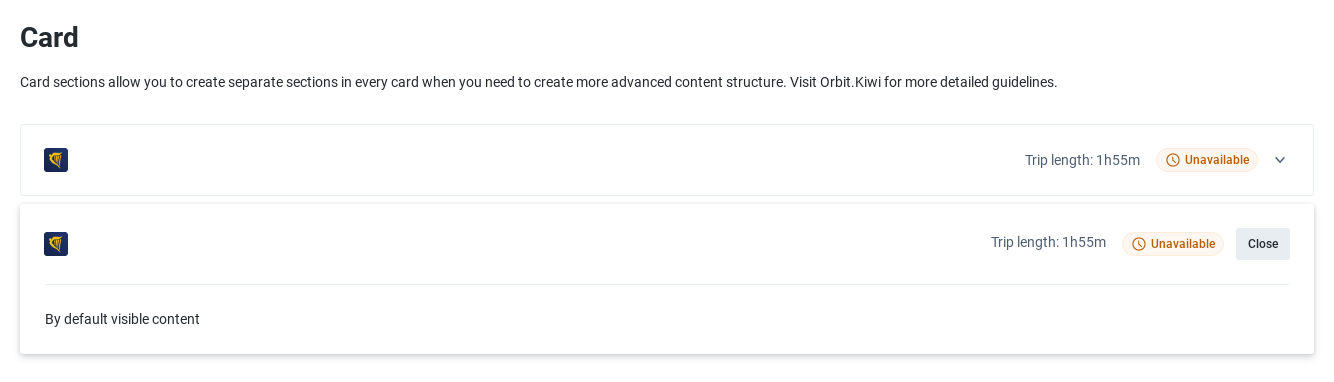 Card
Card sections allow you to create separate sections in every card when you need to create more advanced content structure. Visit Orbit.Kiwi for more detailed guidelines.
Trip length: 1h55m Unavailable
Trip length: 1h55m Unavailable Close
By default visible content